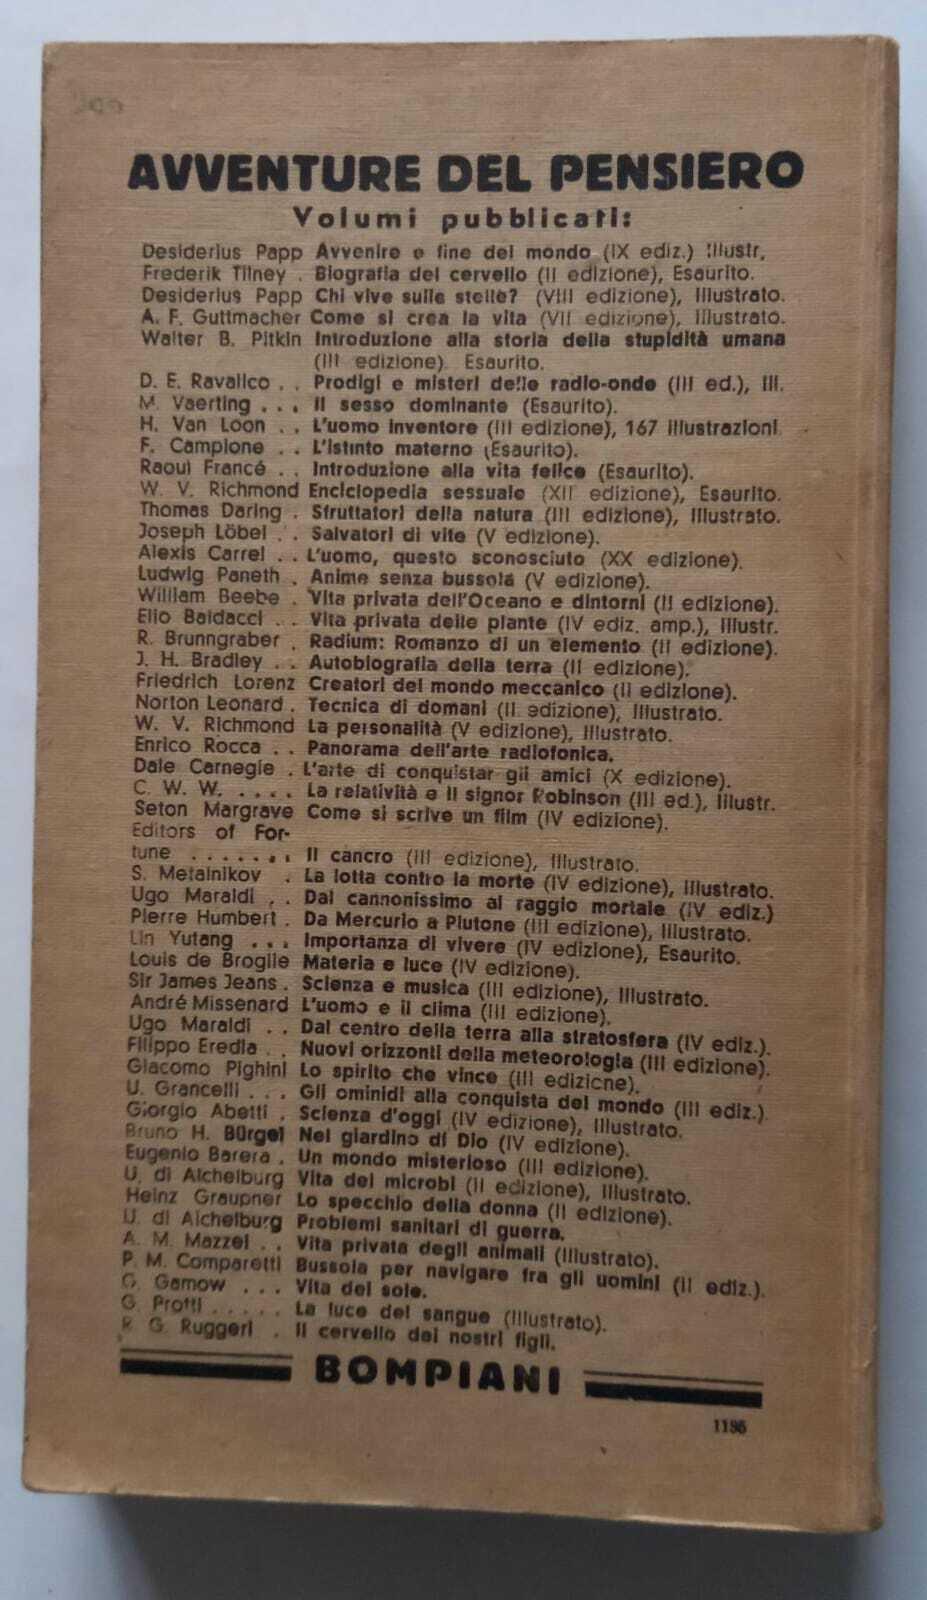 AVVENTURE DEL PENSIERO
Volumi pubblicati:
Desiderius Papp Avvenire e fine del mondo (IX ediz.) Illustr.
Frederik Tilney . Biografia del cervello (II edizione), Esaurito.
Desiderius Papp Chi vive sulle stelle? (VIII edizione), Illustrato.
A. F. Guttmacher Come si crea la vita (VII edizione), Illustrato.
Walter B. Pitkin Introduzione alla storia della stupidità umana
(III edizione). Esaurito.
D. E. Ravalico . . Prodigi e misteri delle radio-onde (III ed.), Ill.
M. Vaerting . . . Il sesso dominante (Esaurito).
H. Van Loon . . L'uomo inventore (III edizione), 167 illustrazioni.
F. Campione . . L'istinto materno (Esaurito).
Raoul Francé . . Introduzione alla vita felice (Esaurito).
W. V. Richmond Enciclopedia sessuale (XII edizione), Esaurito.
Thomas Daring . Sfruttatori della natura (III edizione), Illustrato.
Joseph Löbel . . Salvatori di vite (V edizione).
Alexis Carrel . . L'uomo, questo sconosciuto (XX edizione).
Ludwig Paneth . Anime senza bussola (V edizione).
William Beebe . Vita privata dell'Oceano e dintorni (II edizione).
Elio Baldacci . . Vita privata delle piante (IV ediz. amp.), Illustr.
R. Brunngraber . Radium: Romanzo di un elemento (II edizione).
J. H. Bradley . . Autobiografia della terra (II edizione).
Friedrich Lorenz Creatori del mondo meccanico (II edizione).
Norton Leonard . Tecnica di domani (II edizione), Illustrato.
W. V. Richmond La personalità (V edizione), Illustrato.
Enrico Rocca . . Panorama dell'arte radiofonica.
Dale Carnegie . L'arte di conquistar gli amici (X edizione).
C. W. W. . . . . La relatività e il signor Robinson (III ed.), Illustr.
Seton Margrave Come si scrive un film (IV edizione).
Editors of For-
tune . . . . . . . Il cancro (III edizione), Illustrato.
S. Metalnikov . La lotta contro la morte (IV edizione), Illustrato.
Ugo Maraldi . . Dal cannonissimo al raggio mortale (IV ediz.)
Pierre Humbert . Da Mercurio a Plutone (III edizione), Illustrato.
Lin Yutang . . . Importanza di vivere (IV edizione), Esaurito.
Louis de Broglie Materia e luce (IV edizione).
Sir James Jeans . Scienza e musica (III edizione), Illustrato.
André Missenard L'uomo e il clima (III edizione).
Ugo Maraldi . . Dal centro della terra alla stratosfera (IV ediz.).
Filippo Eredia . . Nuovi orizzonti della meteorologia (III edizione).
Giacomo Pighini Lo spirito che vince (III edizione).
U. Grancelli . . . Gli ominidi alla conquista del mondo (III ediz.)
Giorgio Abetti . Scienza d'oggi (IV edizione), Illustrato.
Bruno H. Bürgel Nel giardino di Dio (IV edizione).
Eugenio Barera . Un mondo misterioso (III edizione).
U. di Aichelburg Vita dei microbi (II edizione), Illustrato.
Heinz Graupner Lo specchio della donna (II edizione).
U. di Aichelburg Problemi sanitari di guerra.
A. M. Mazzei . . Vita privata degli animali (Illustrato).
P. M. Comparetti Bussola per navigare fra gli uomini (II ediz.).
G. Gamow . . . Vita del sole.
G. Protti . . . . . La luce del sangue (Illustrato).
R. G. Ruggeri . Il cervello dei nostri figli.
BOMPIANI